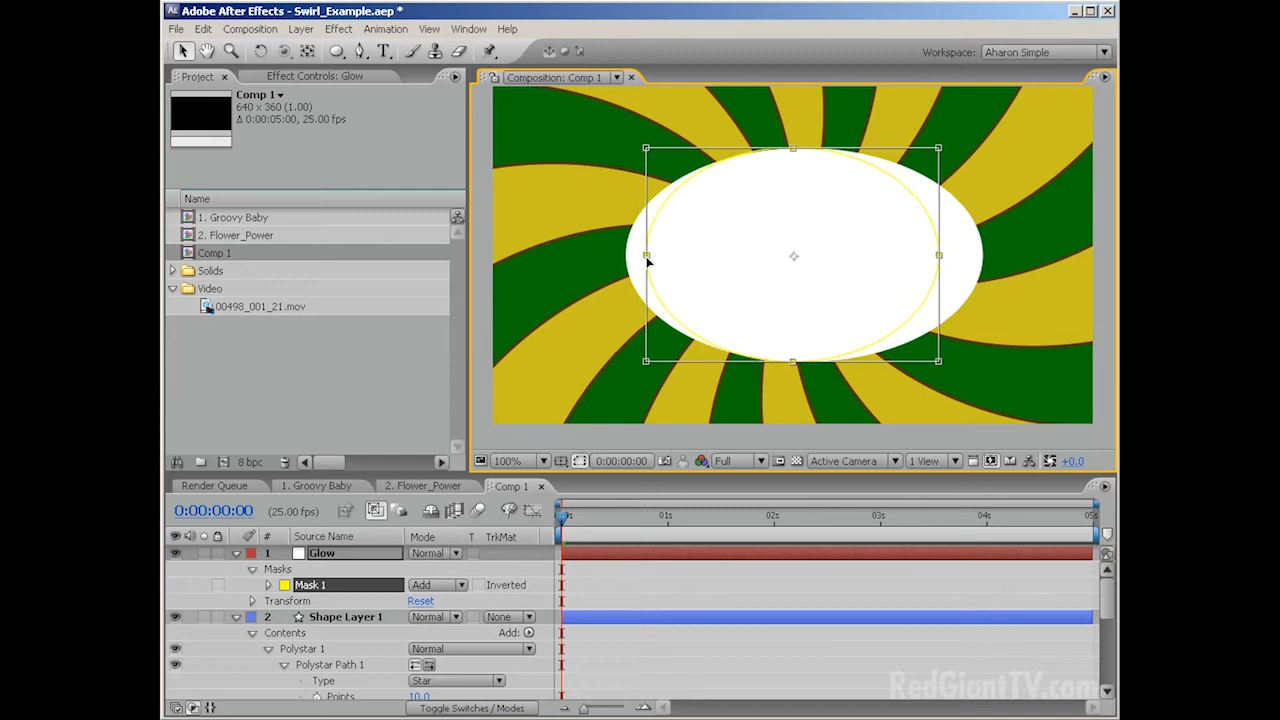 Adobe After Effects - Swirl_Example.aep *
File Edit Composition Layer Effect Animation View Window Help
Workspace: Aharon Simple
Project × Effect Controls: Glow
Composition: Comp 1 ×
Comp 1
640 x 360 (1.00)
Δ 0:00:05:00, 25.00 fps
Name
1. Groovy Baby
2. Flower_Power
Comp 1
Solids
Video
00498_001_21.mov
8 bpc
100% 0:00:00:00 Full Active Camera 1 View +0.0
Render Queue 1. Groovy Baby 2. Flower_Power Comp 1 ×
0:00:00:00 (25.00 fps)
01s 02s 03s 04s 05s
# Source Name Mode T TrkMat
1 Glow Normal
Masks
Mask 1 Add Inverted
Transform Reset
2 Shape Layer 1 Normal None
Contents Add:
Polystar 1 Normal
Polystar Path 1
Type Star
Points 10.0
Toggle Switches / Modes
RedGiantTV.com